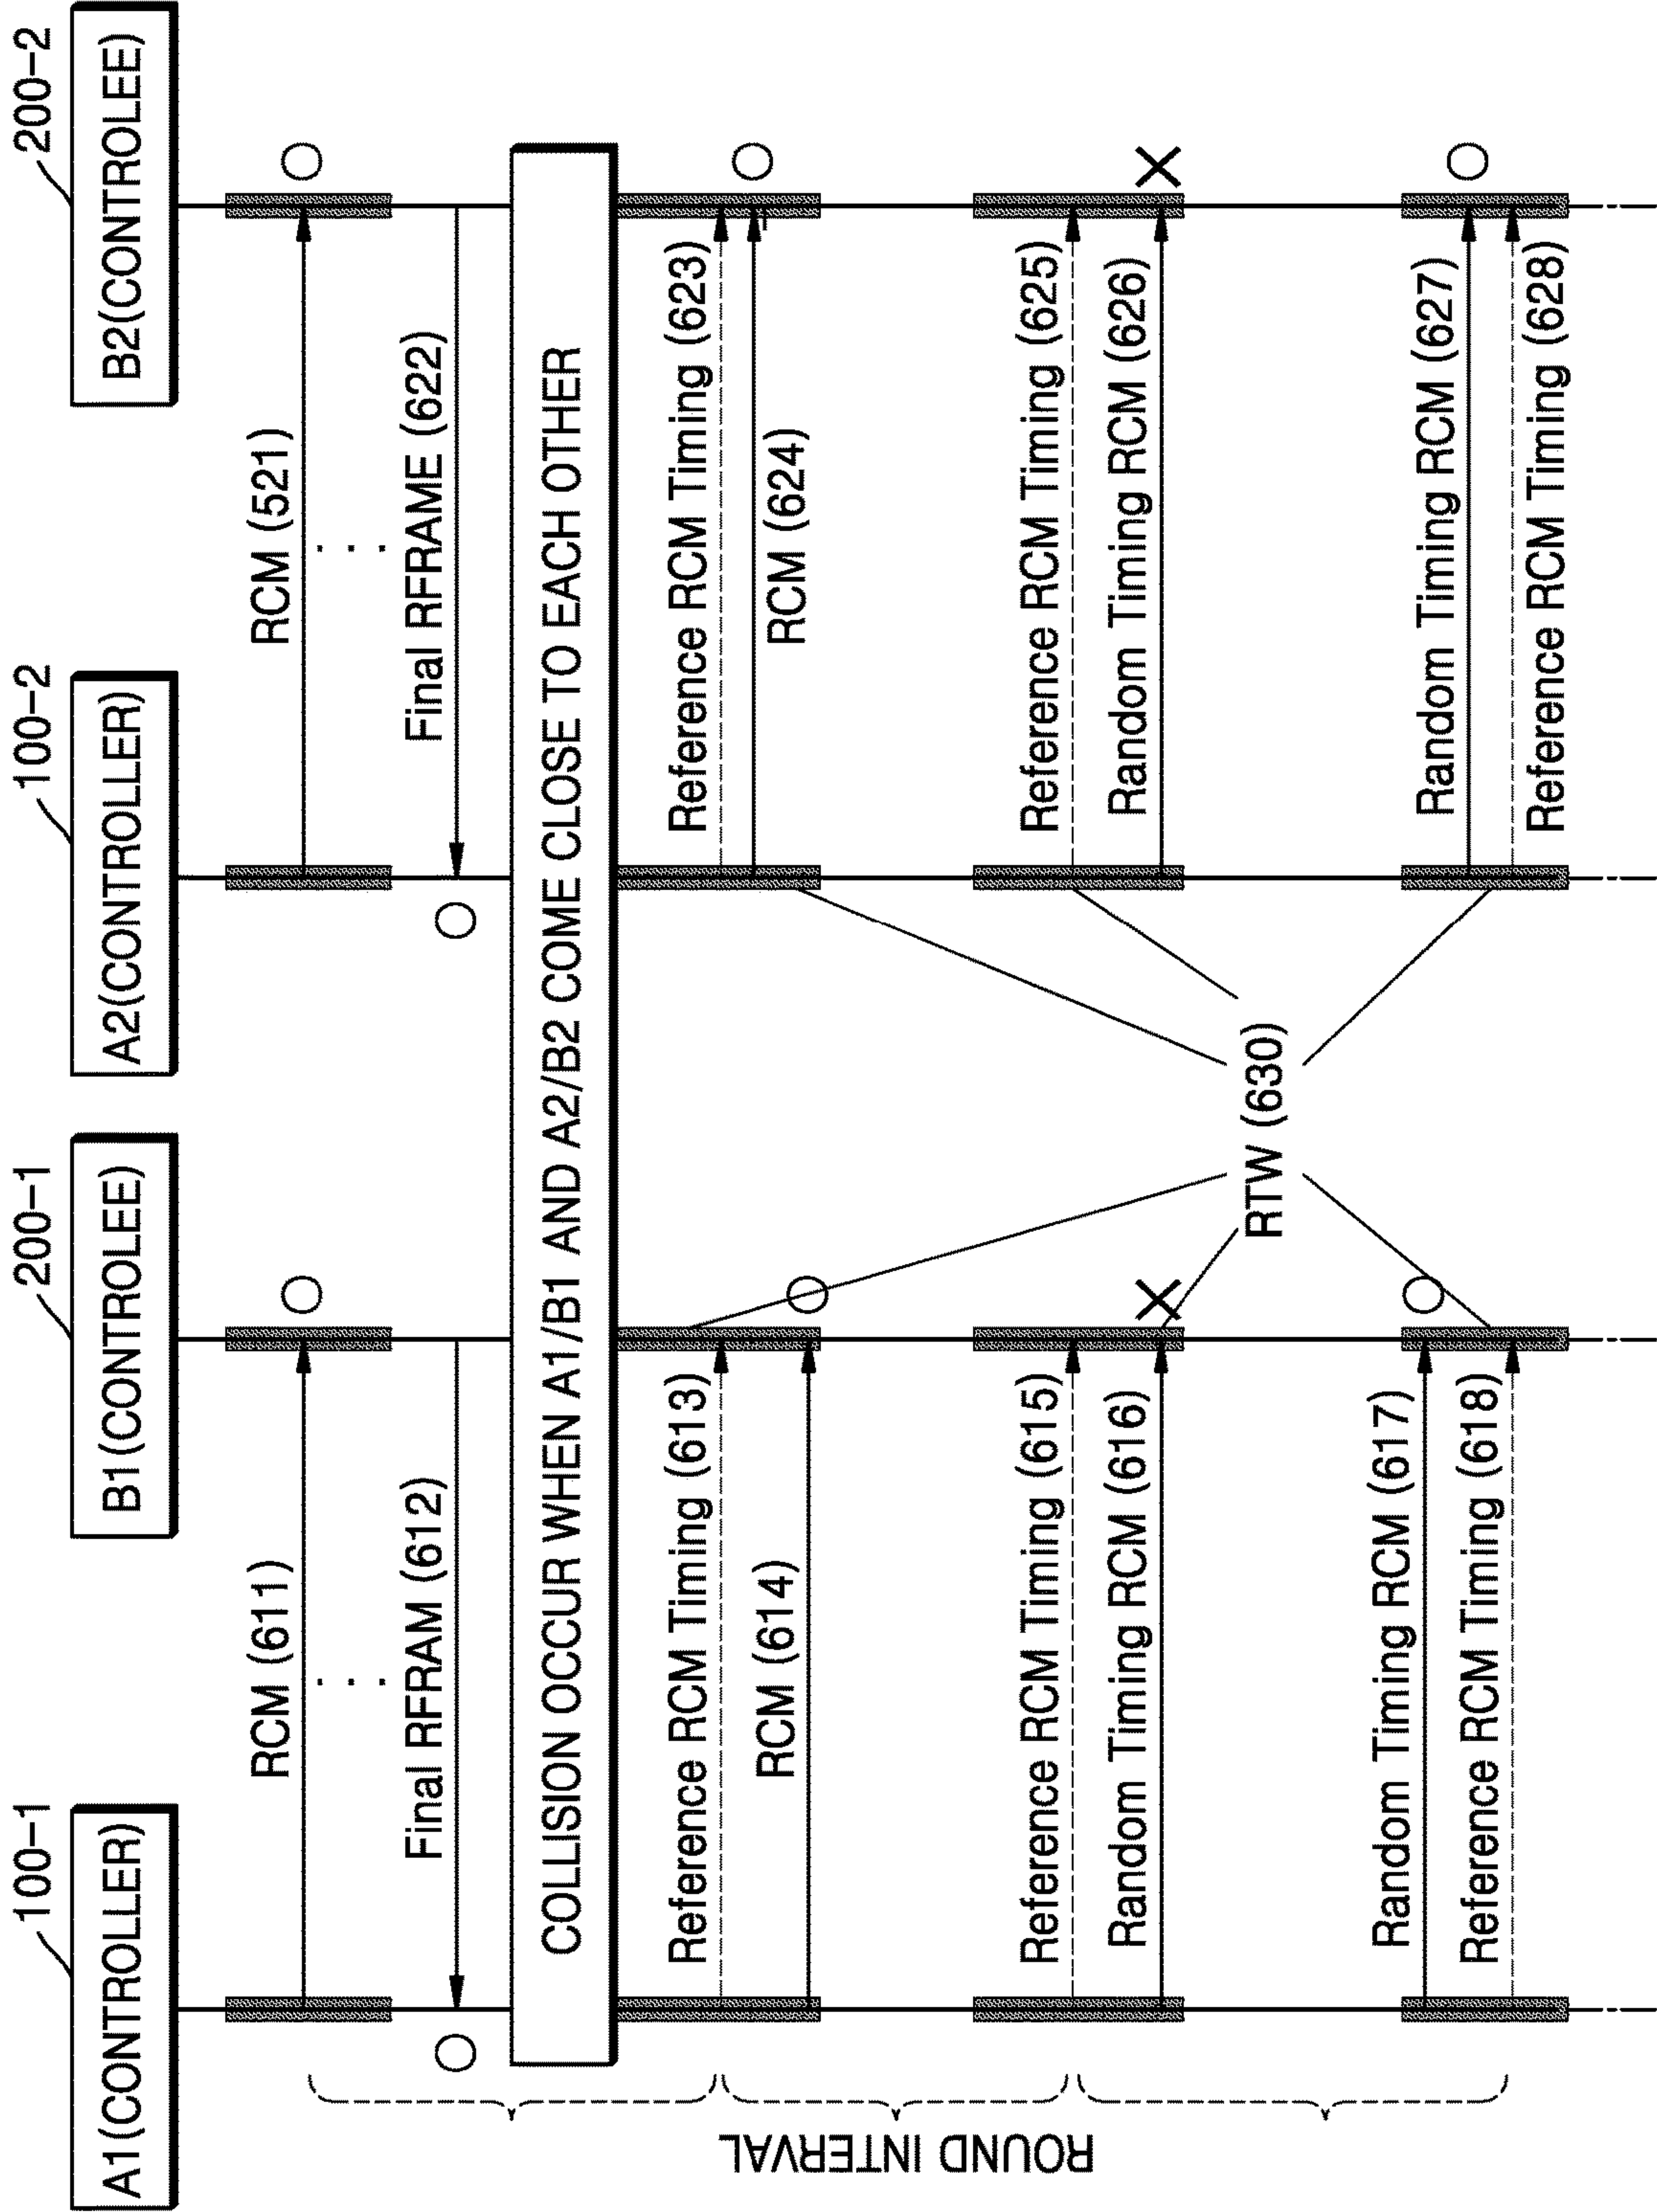 100-1
200-1
100-2
200-2
A1(CONTROLLER)
B1(CONTROLEE)
A2(CONTROLLER)
B2(CONTROLEE)
RCM (611)
RCM (521)
Final RFRAM (612)
Final RFRAME (622)
COLLISION OCCUR WHEN A1/B1 AND A2/B2 COME CLOSE TO EACH OTHER
Reference RCM Timing (613)
Reference RCM Timing (623)
RCM (614)
RCM (624)
ROUND INTERVAL
Reference RCM Timing (615)
Reference RCM Timing (625)
Random Timing RCM (616)
Random Timing RCM (626)
RTW (630)
Random Timing RCM (617)
Random Timing RCM (627)
Reference RCM Timing (618)
Reference RCM Timing (628)